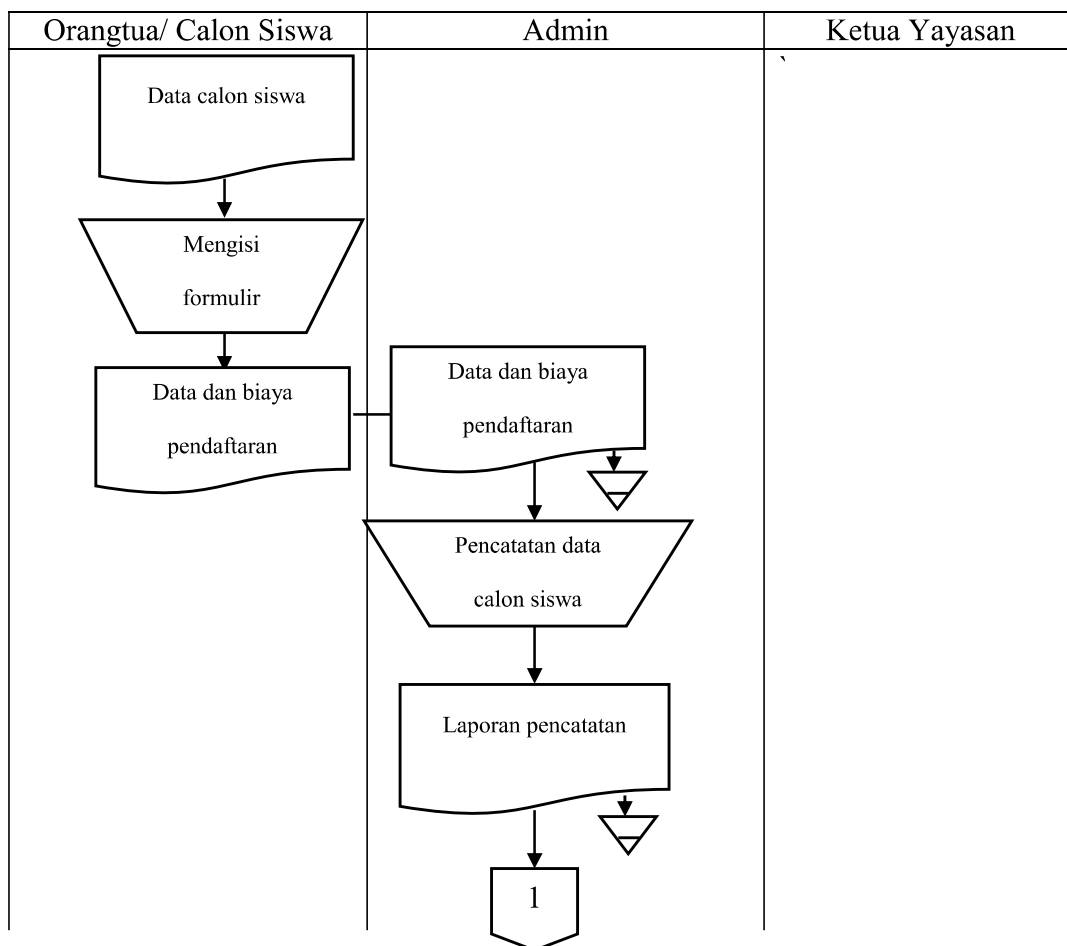 Orangtua/ Calon Siswa
Admin
Ketua Yayasan
`
Data calon siswa
Mengisi
formulir
Data dan biaya
pendaftaran
Data dan biaya
pendaftaran
Pencatatan data
calon siswa
Laporan pencatatan
1